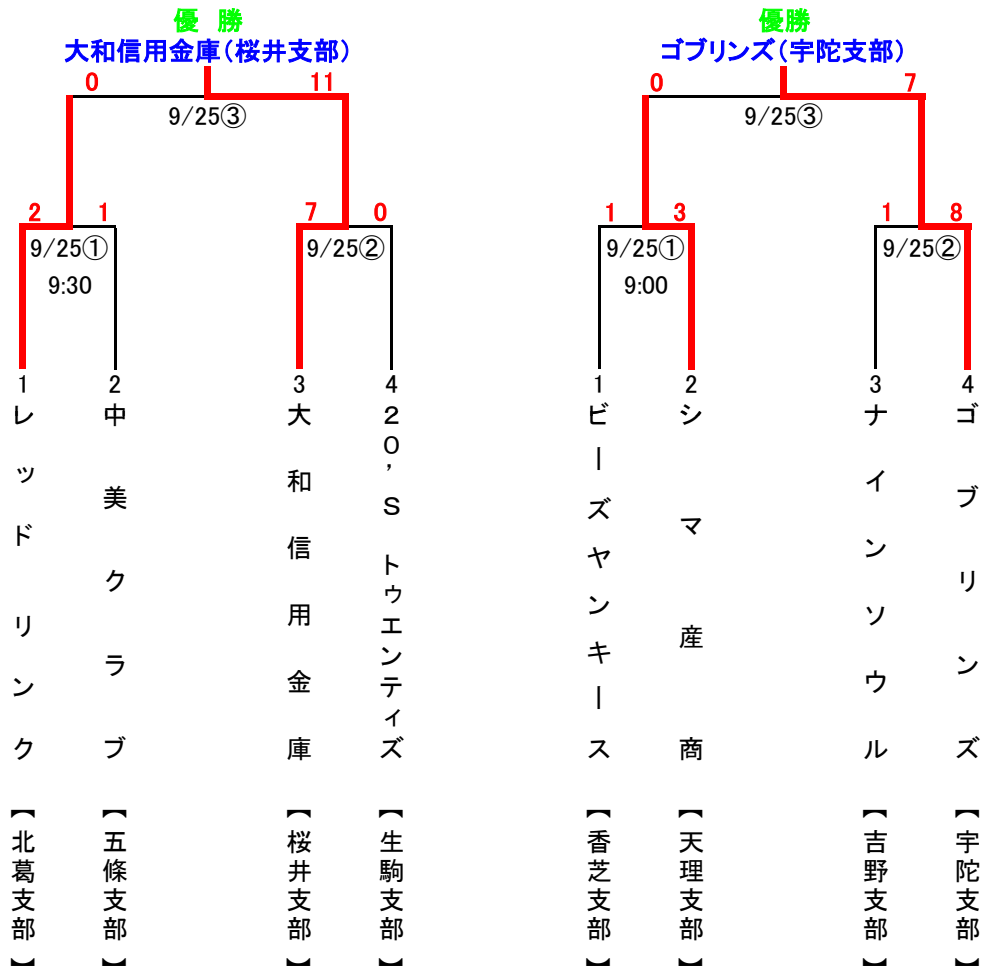 優 勝
大和信用金庫(桜井支部)
0
11
9/25③
2
1
7
0
9/25①
9/25②
9:30
1
2
3
4
レッド リンク【北葛支部】
中美クラブ【五條支部】
大和信用金庫【桜井支部】
20'S トゥエンティズ【生駒支部】
優勝
ゴブリンズ(宇陀支部)
0
7
9/25③
1
3
1
8
9/25①
9/25②
9:00
1
2
3
4
ビーズヤンキース【香芝支部】
シマ産商【天理支部】
ナインソウル【吉野支部】
ゴブリンズ【宇陀支部】